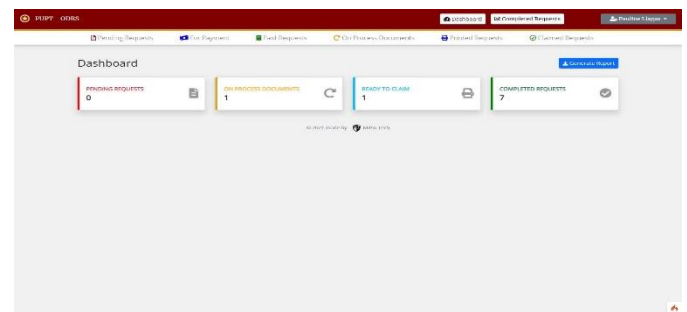 PUPT ODRS
Dashboard
Completed Requests
Pending Requests
For Payment
Paid Requests
On Process Documents
Printed Requests
Claimed Requests
Dashboard
Generate Report
PENDING REQUESTS
0
ON PROCESS DOCUMENTS
1
READY TO CLAIM
1
COMPLETED REQUESTS
7